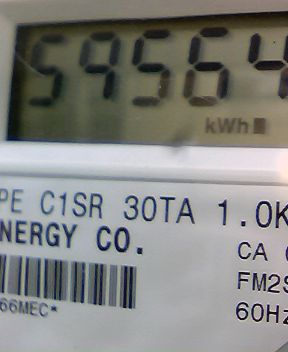 59564
kWh
PE C1SR 30TA 1.0K
NERGY CO.
CA
FM2S
66MEC*
60Hz